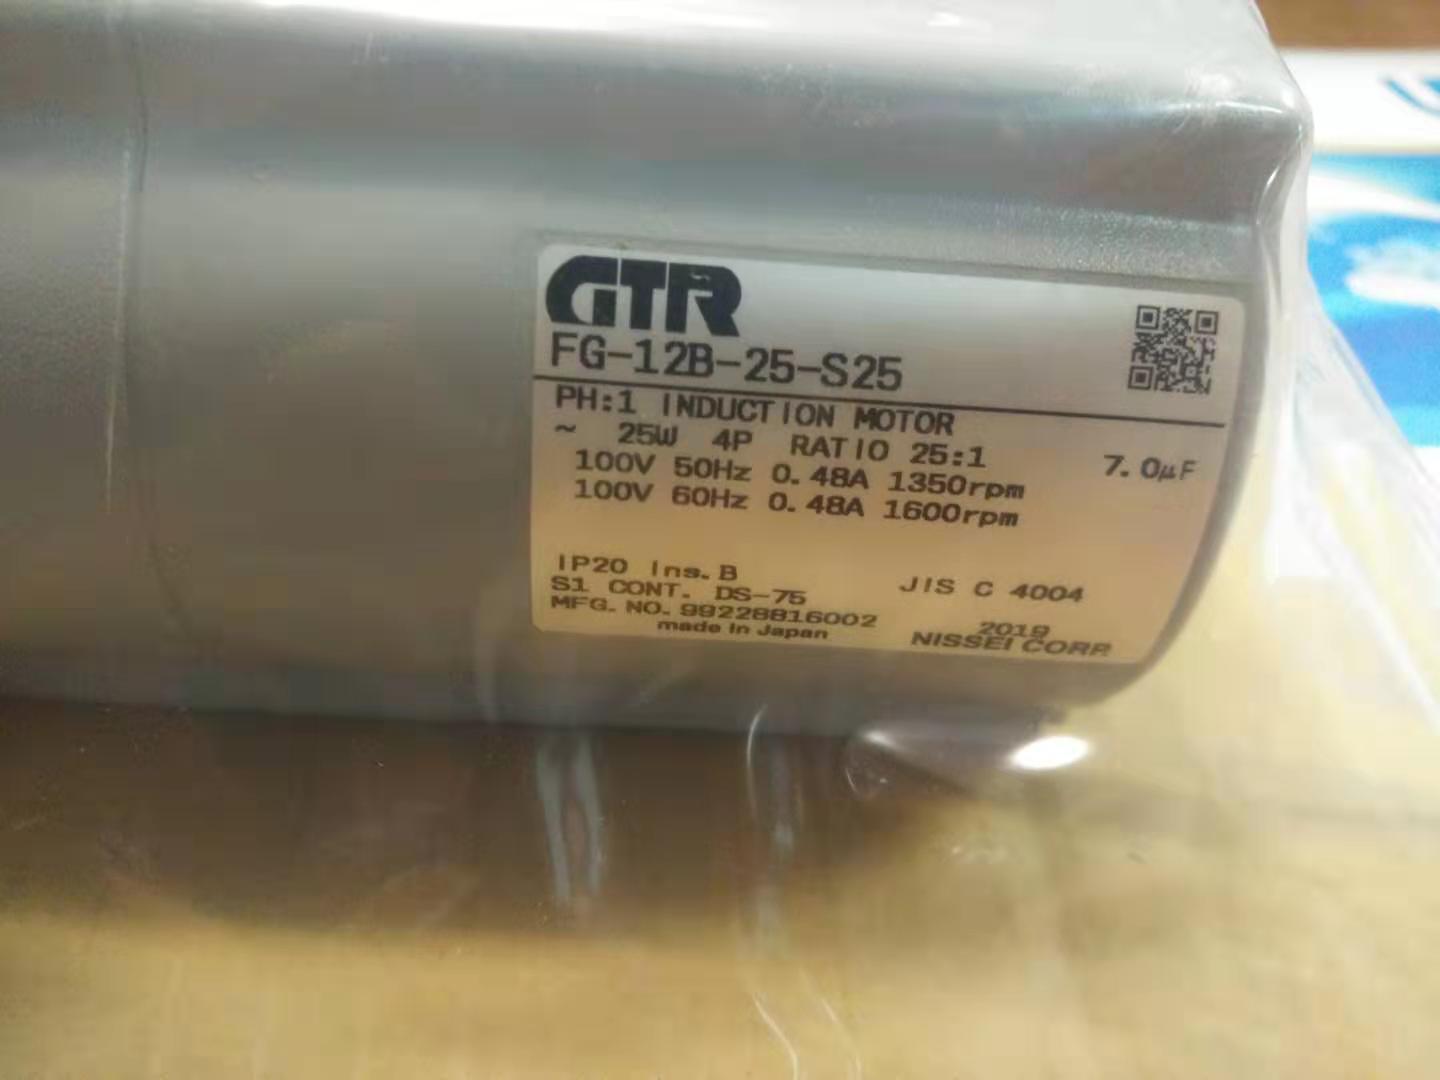 GTR
FG-12B-25-S25
PH:1 INDUCTION MOTOR
~ 25W 4P RATIO 25:1 7.0μF
100V 50Hz 0.48A 1350rpm
100V 60Hz 0.48A 1600rpm
IP20 Ins.B JIS C 4004
S1 CONT. DS-75
MFG.NO.99228816002 2019
made in Japan NISSEI CORP.